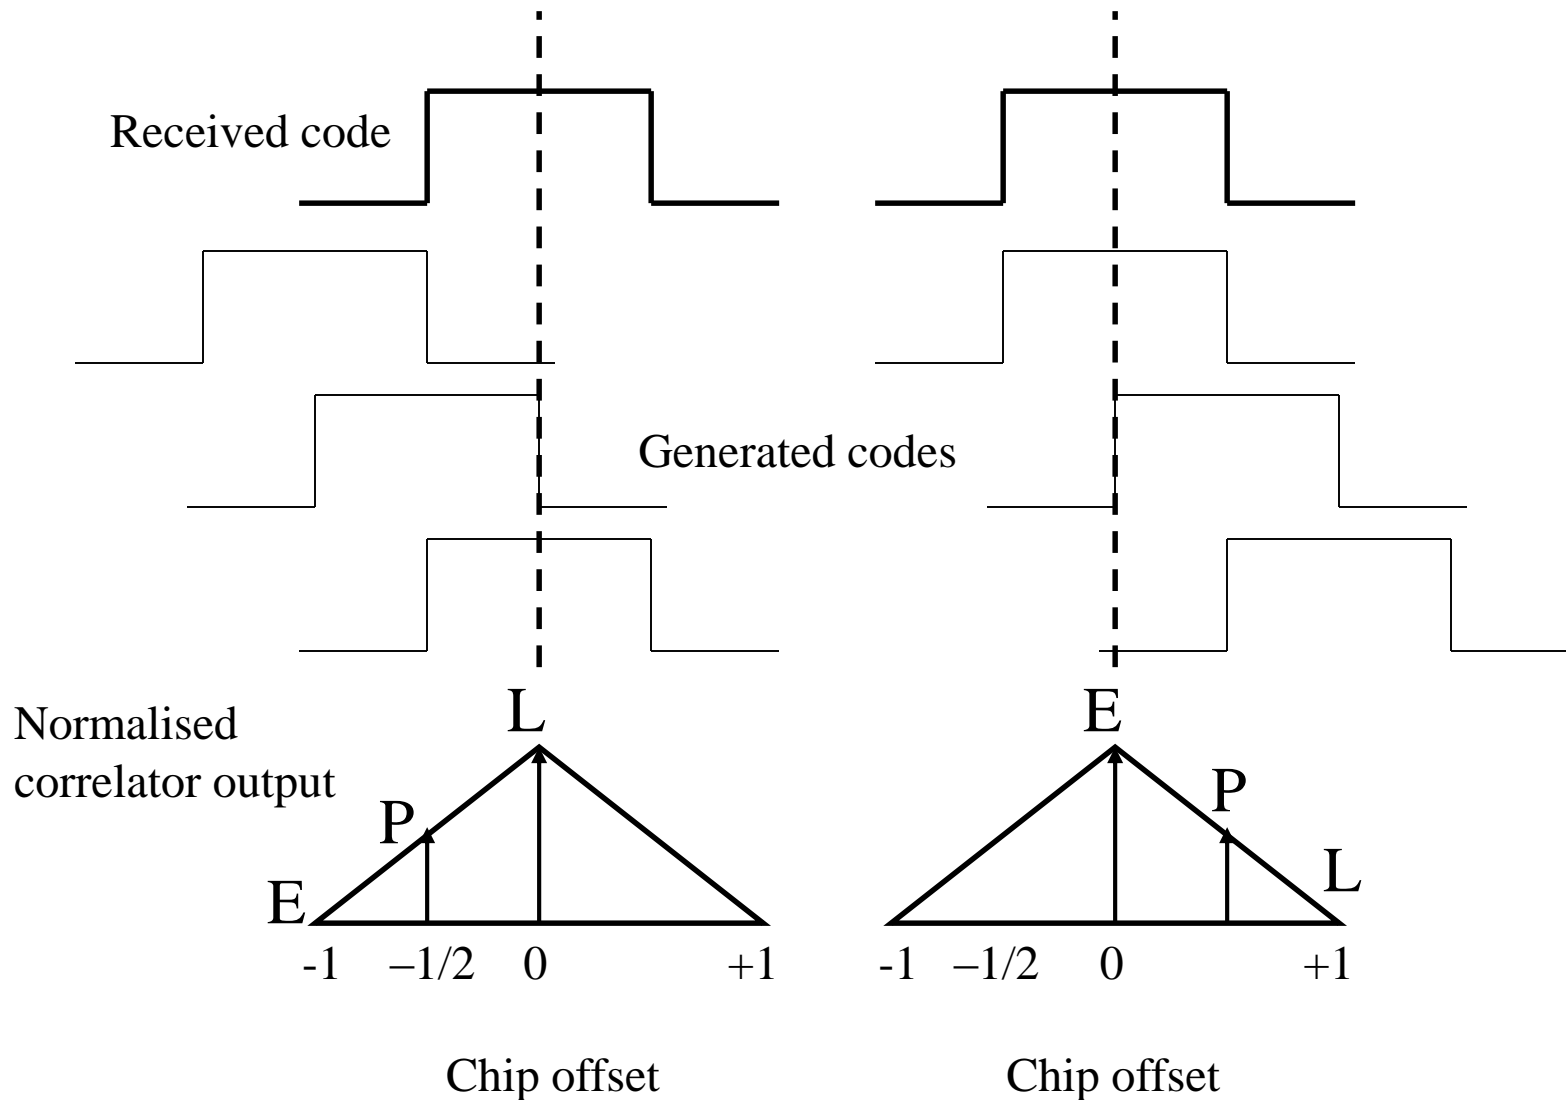 Received code
Generated codes
L
E
Normalised
correlator output
P
P
E
L
-1 –1/2 0 +1
-1 –1/2 0 +1
Chip offset
Chip offset